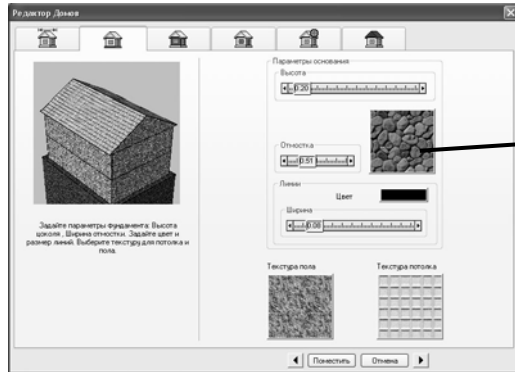 Редактор Домов
Параметры основания
Высота
0.20
Отмостка
0.51
Линии
Цвет
Ширина
0.08
Задайте параметры фундамента: Высота
цоколя , Ширина отмостки. Задайте цвет и
размер линий. Выберите текстуру для потолка и
пола.
Текстура пола
Текстура потолка
Поместить
Отмена